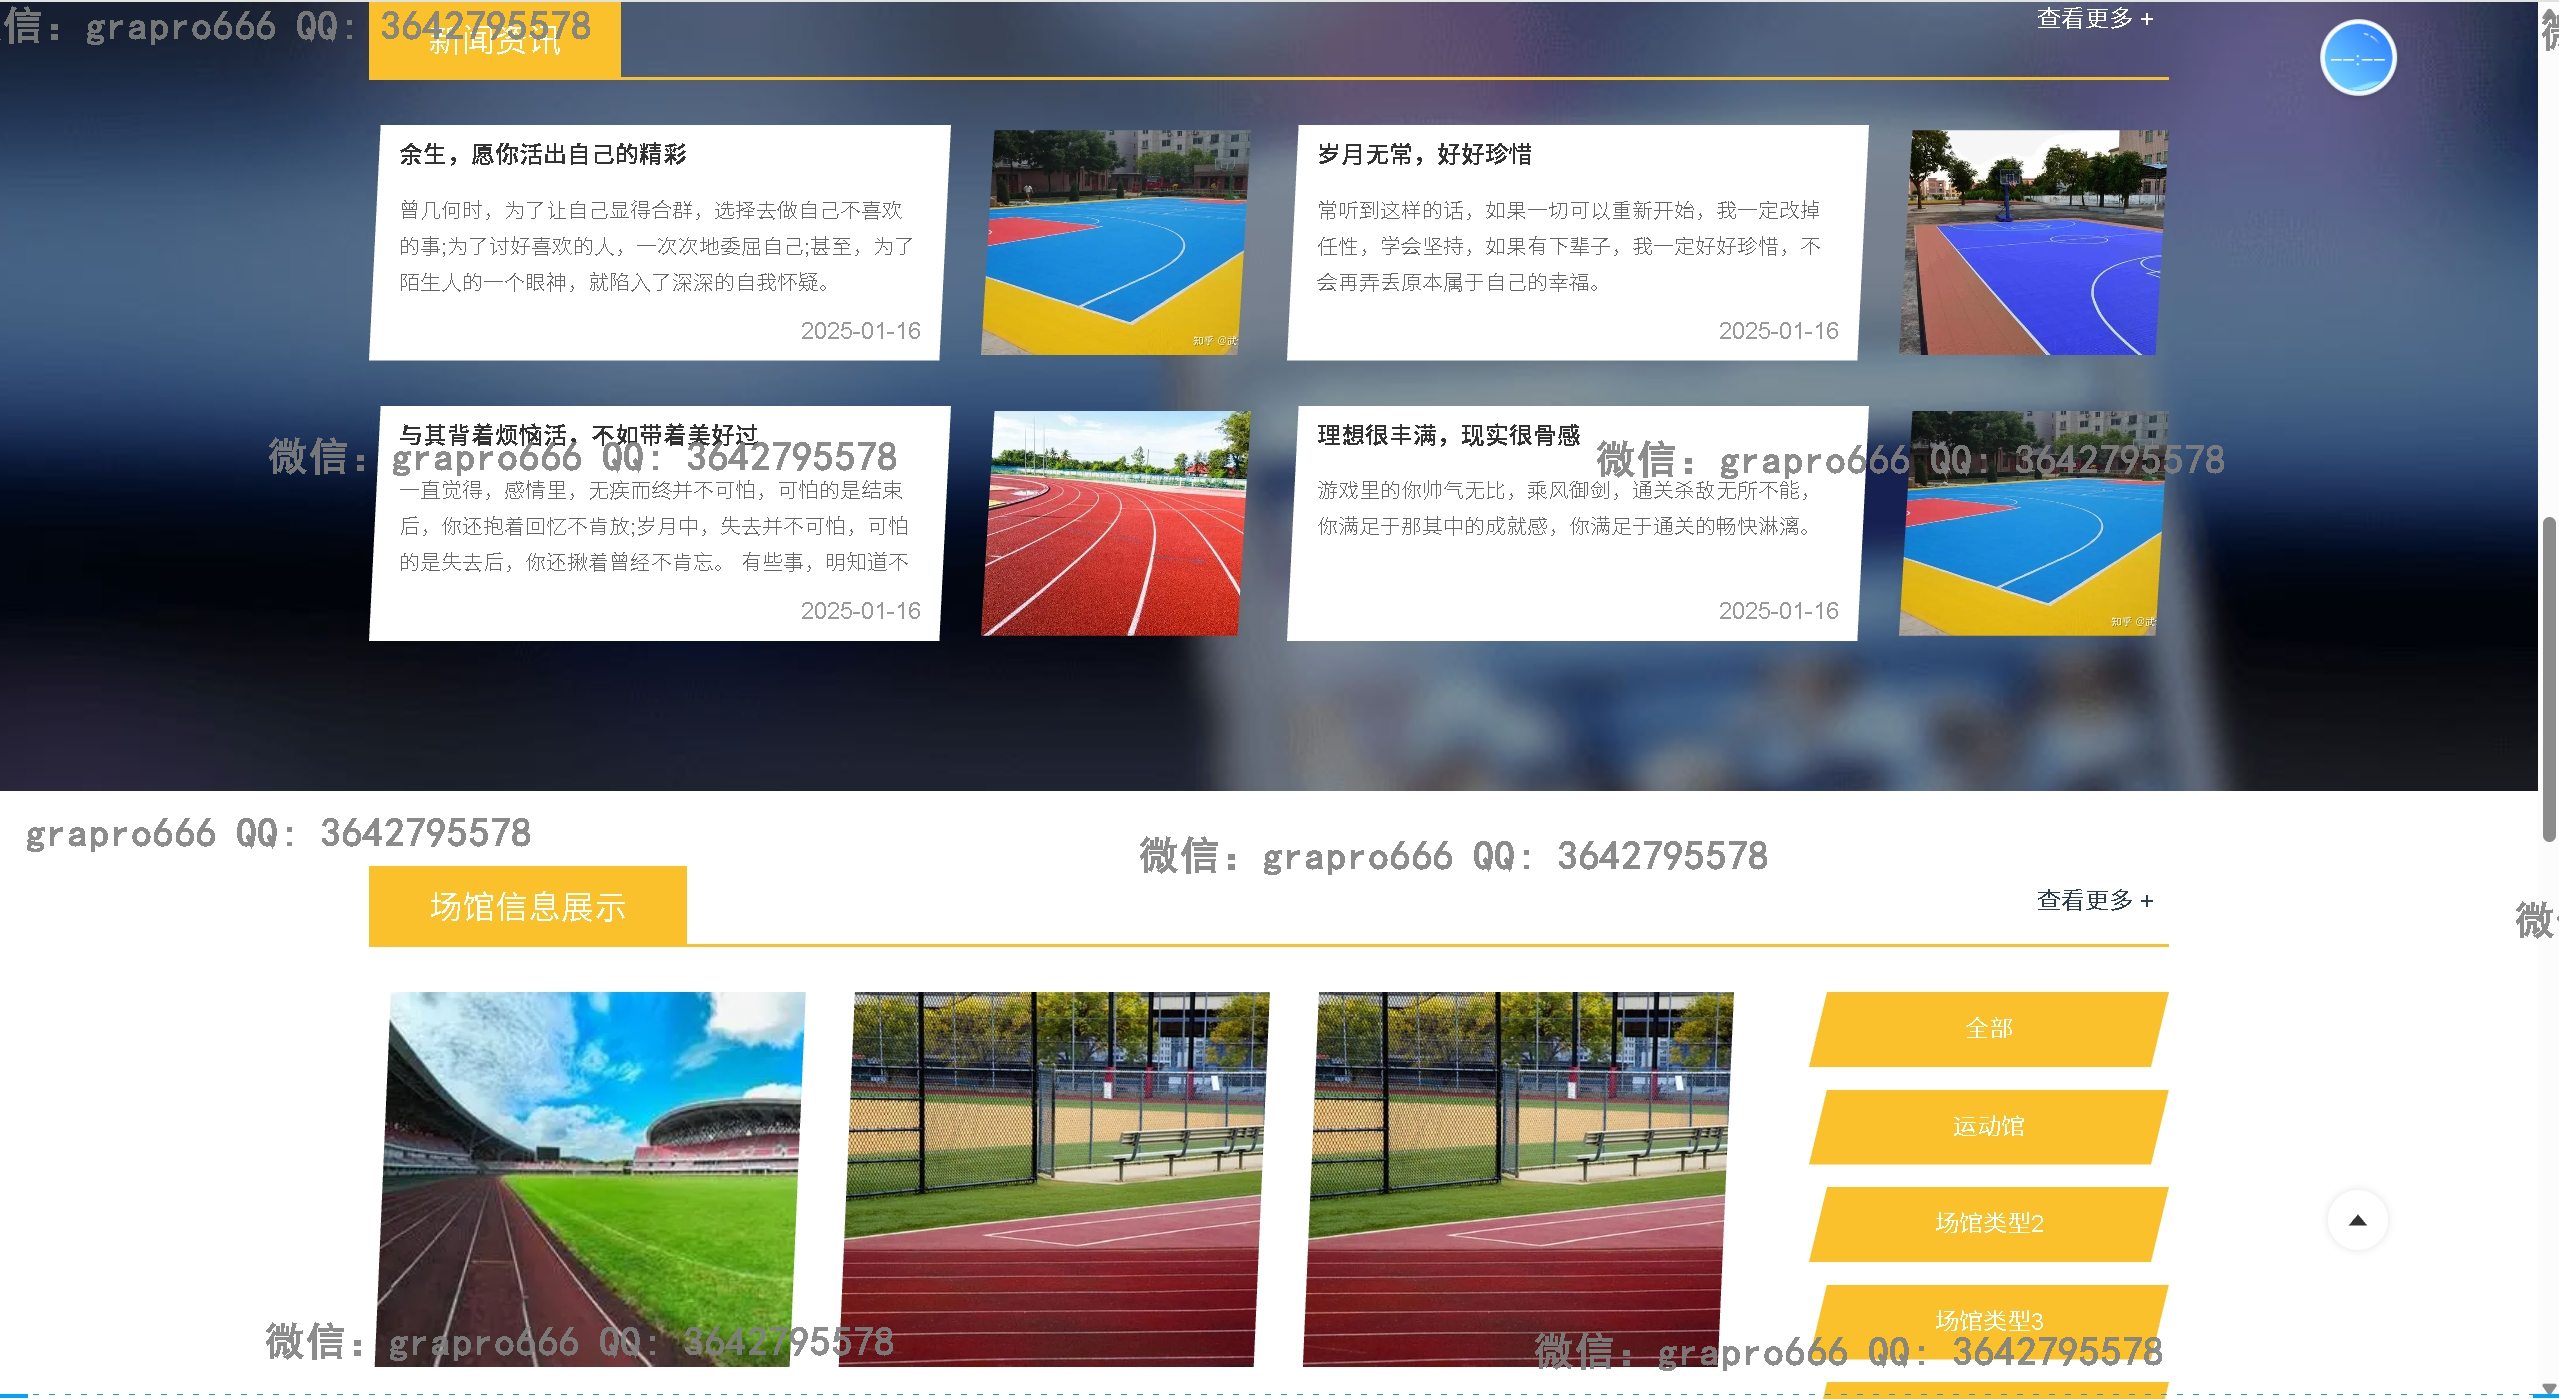 信: grapro666 QQ: 3642795578
新闻资讯
查看更多 +
--:--
余生，愿你活出自己的精彩
曾几何时，为了让自己显得合群，选择去做自己不喜欢
的事;为了讨好喜欢的人，一次次地委屈自己;甚至，为了
陌生人的一个眼神，就陷入了深深的自我怀疑。
2025-01-16
知乎 @武
岁月无常，好好珍惜
常听到这样的话，如果一切可以重新开始，我一定改掉
任性，学会坚持，如果有下辈子，我一定好好珍惜，不
会再弄丢原本属于自己的幸福。
2025-01-16
与其背着烦恼活，不如带着美好过
微信: grapro666 QQ: 3642795578
一直觉得，感情里，无疾而终并不可怕，可怕的是结束
后，你还抱着回忆不肯放;岁月中，失去并不可怕，可怕
的是失去后，你还揪着曾经不肯忘。 有些事，明知道不
2025-01-16
理想很丰满，现实很骨感
微信: grapro666 QQ: 3642795578
游戏里的你帅气无比，乘风御剑，通关杀敌无所不能，
你满足于那其中的成就感，你满足于通关的畅快淋漓。
2025-01-16
知乎 @武
grapro666 QQ: 3642795578
微信: grapro666 QQ: 3642795578
场馆信息展示
查看更多 +
微
全部
运动馆
场馆类型2
场馆类型3
微信: grapro666 QQ: 3642795578
微信: grapro666 QQ: 3642795578